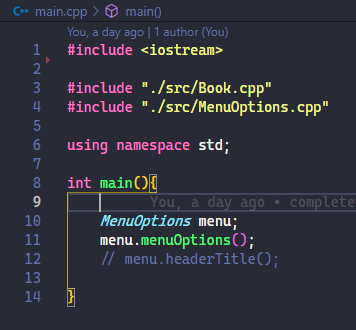 main.cpp > main()
You, a day ago | 1 author (You)
1 #include <iostream>
2
3 #include "./src/Book.cpp"
4 #include "./src/MenuOptions.cpp"
5
6 using namespace std;
7
8 int main(){
9 You, a day ago • complete
10 MenuOptions menu;
11 menu.menuOptions();
12 // menu.headerTitle();
13
14 }